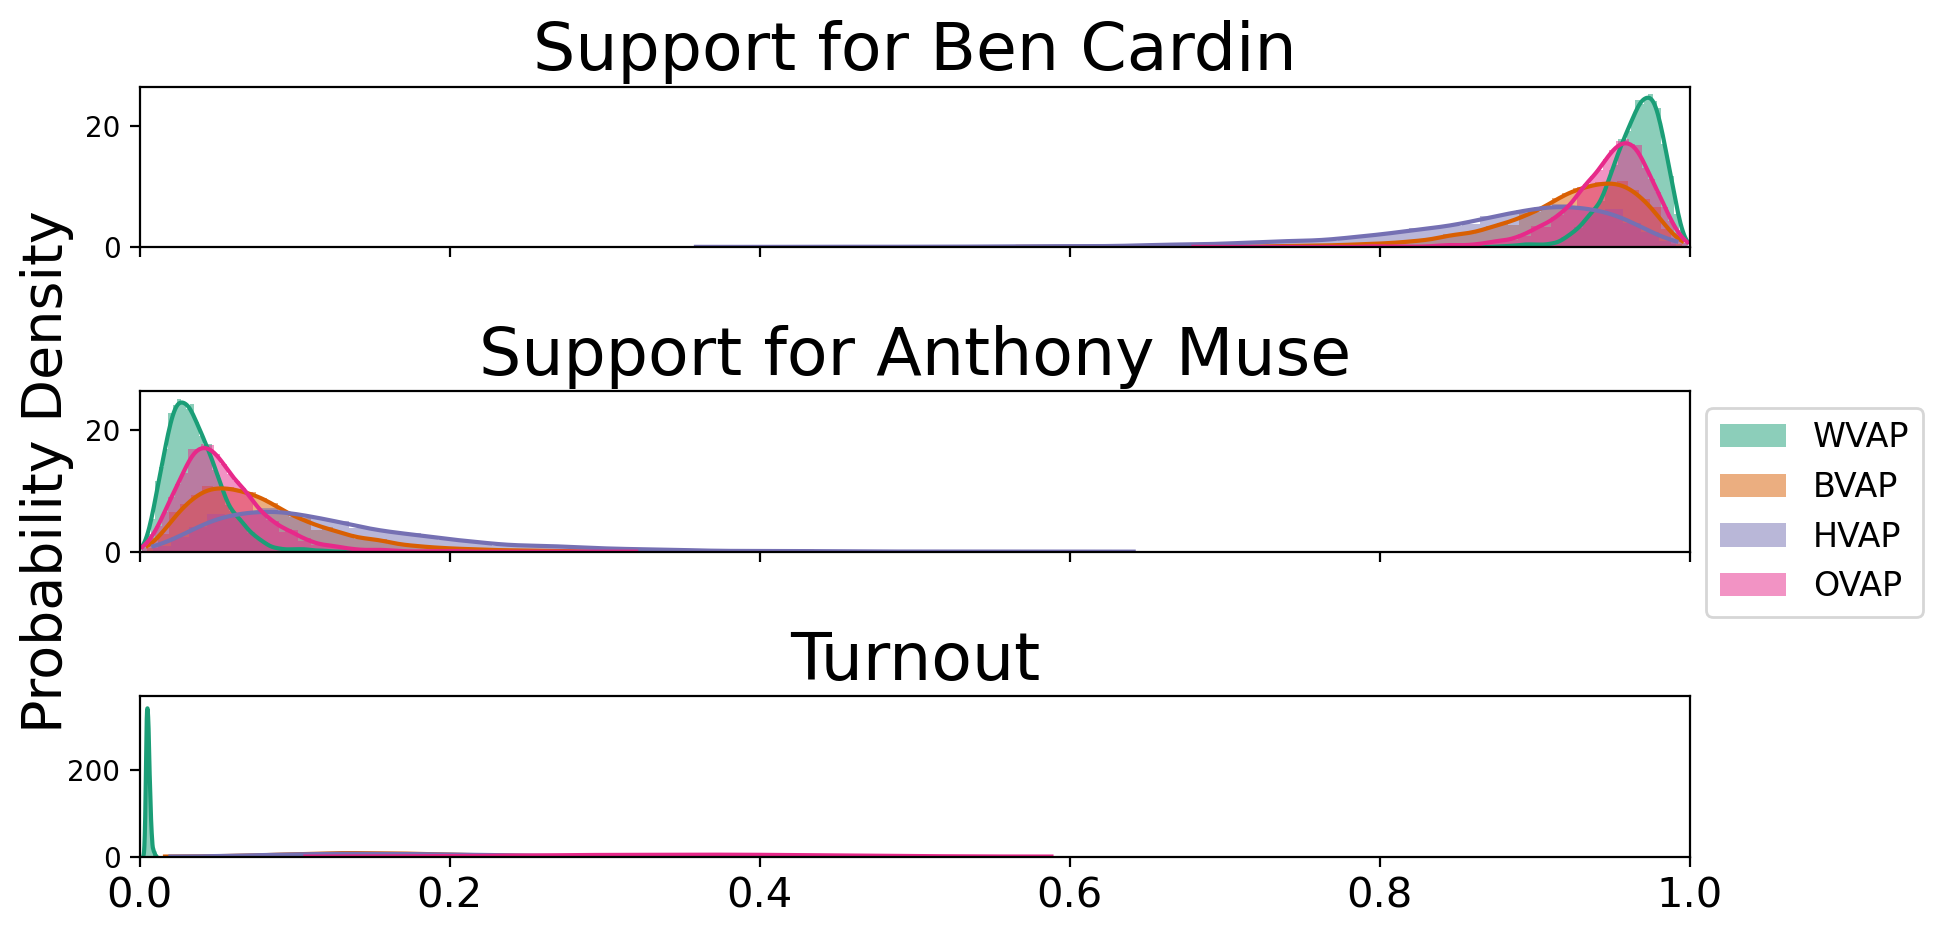 Support for Ben Cardin
20
0
Support for Anthony Muse
20
0
Turnout
200
0
0.0 0.2 0.4 0.6 0.8 1.0
Probability Density
WVAP
BVAP
HVAP
OVAP